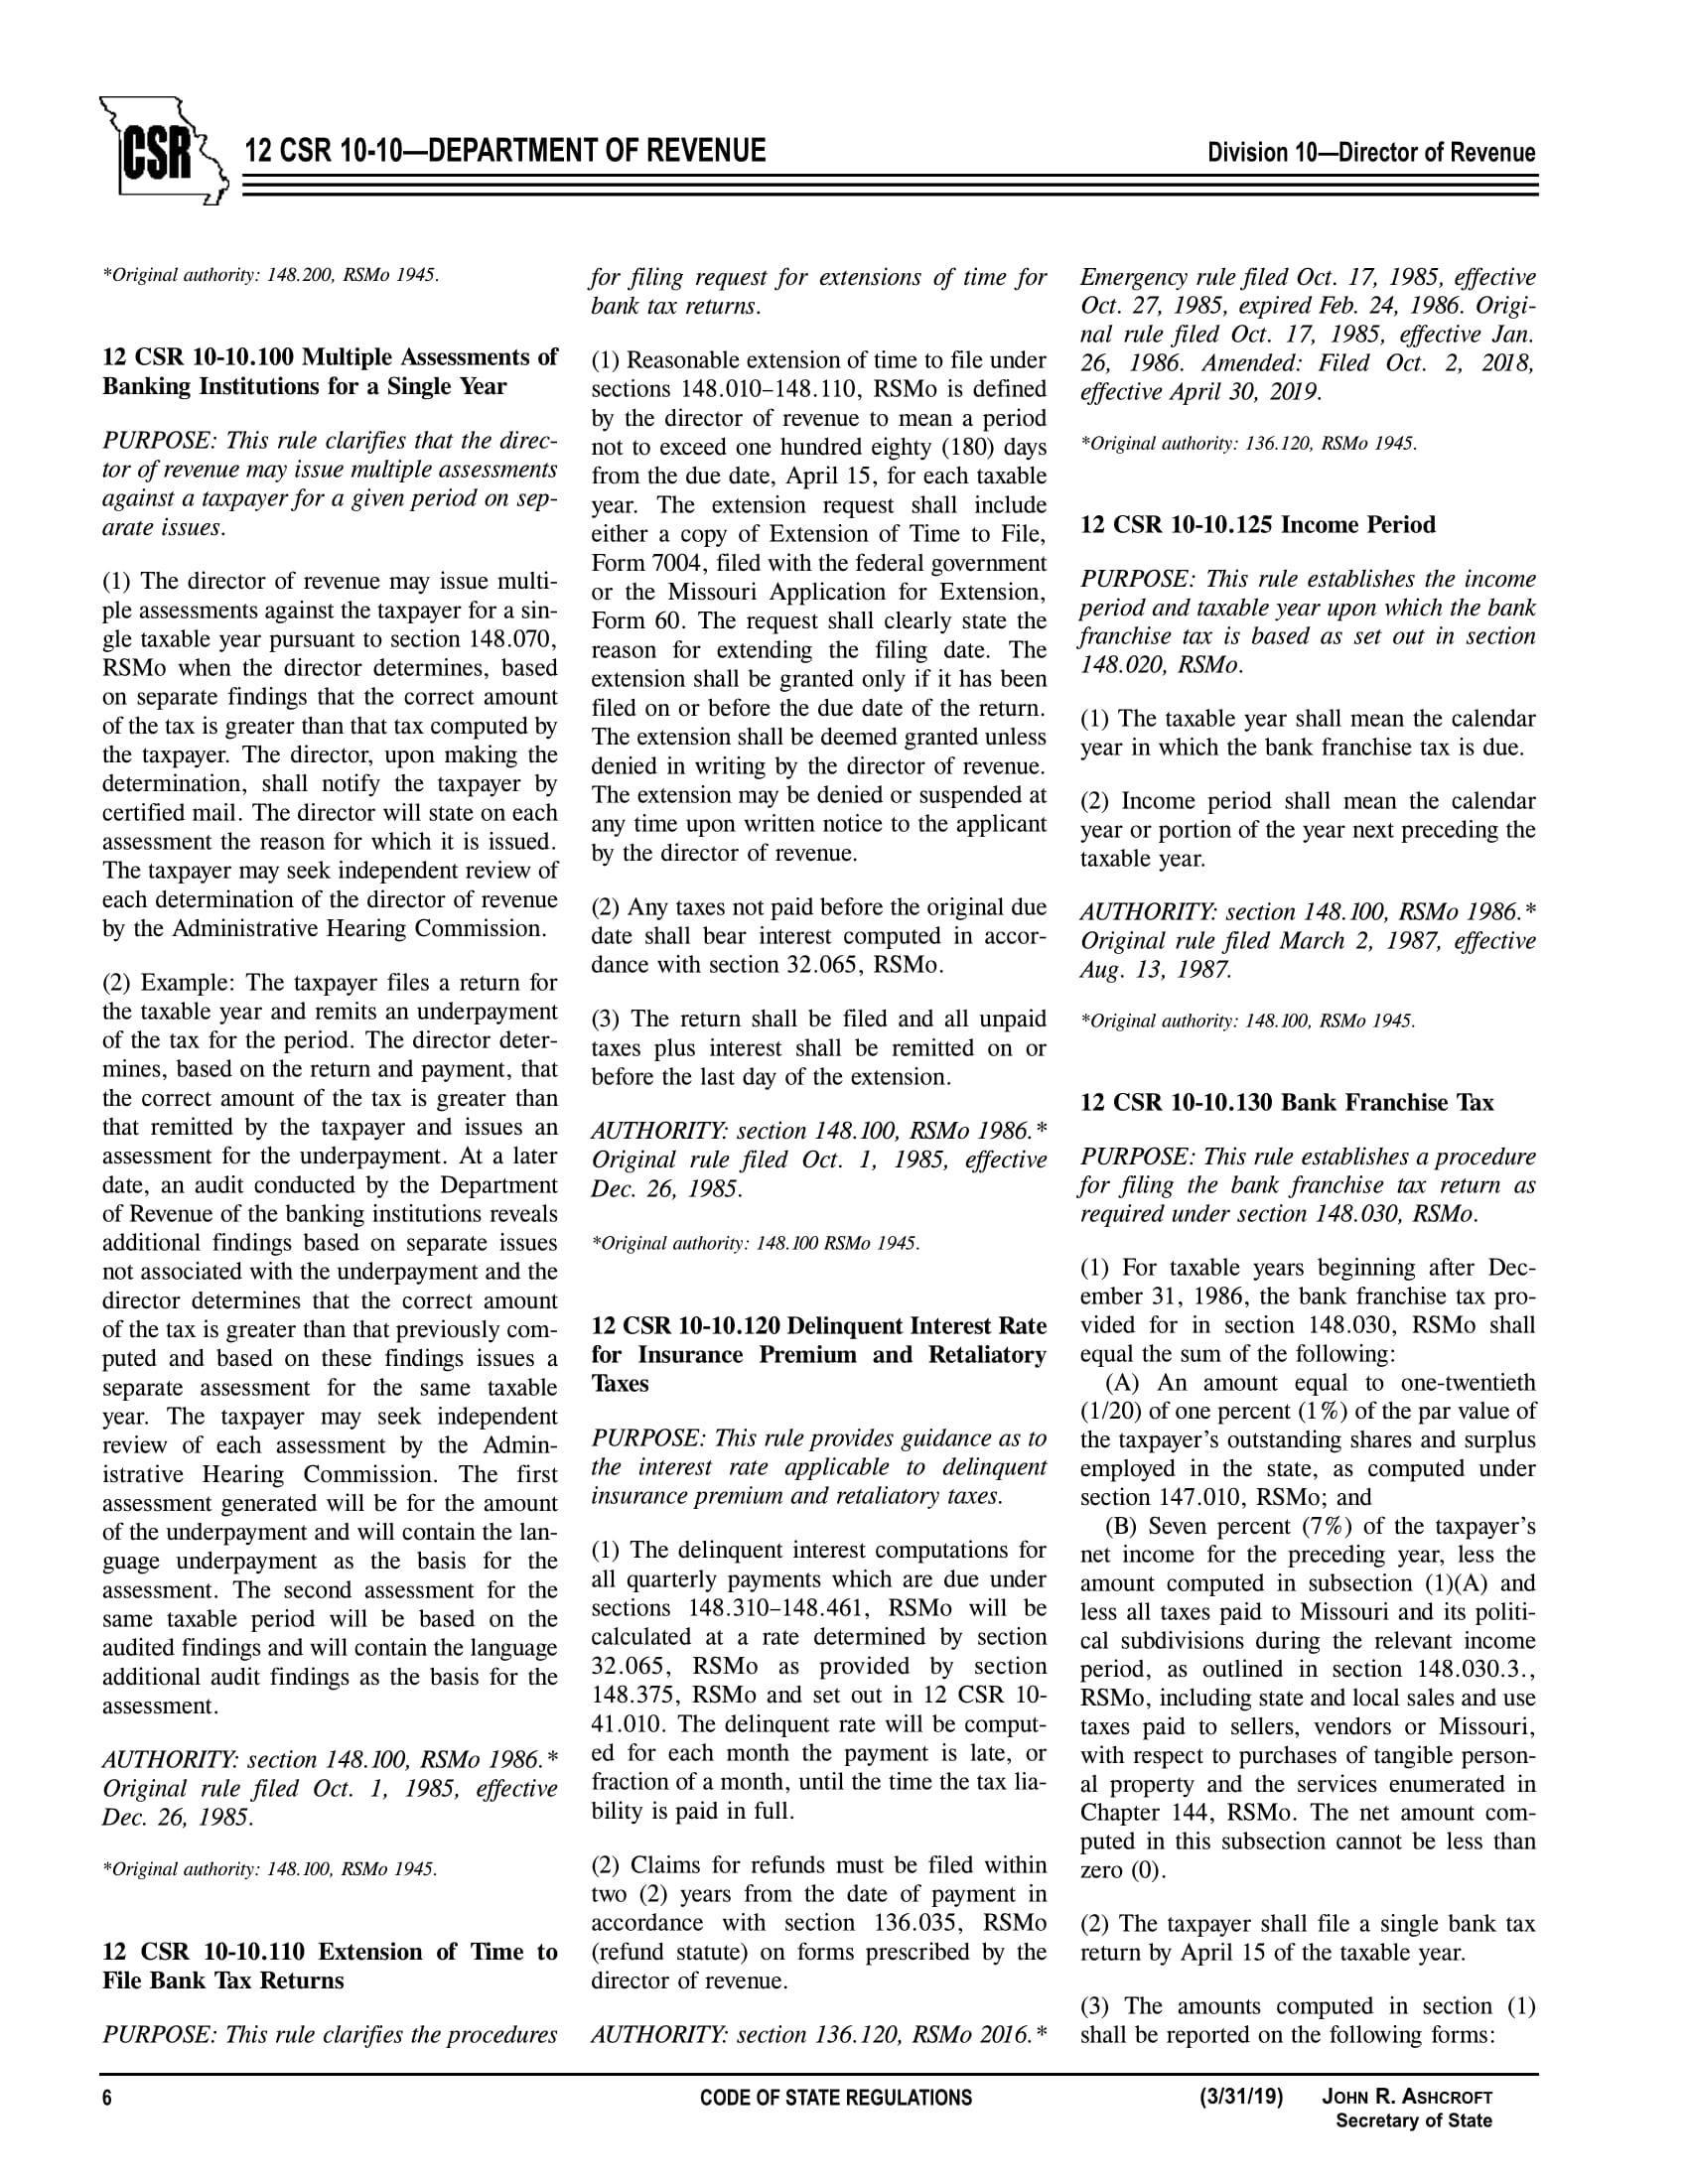 CSR
12 CSR 10-10—DEPARTMENT OF REVENUE
Division 10—Director of Revenue
*Original authority: 148.200, RSMo 1945.
12 CSR 10-10.100 Multiple Assessments of
Banking Institutions for a Single Year
PURPOSE: This rule clarifies that the direc-
tor of revenue may issue multiple assessments
against a taxpayer for a given period on sep-
arate issues.
(1) The director of revenue may issue multi-
ple assessments against the taxpayer for a sin-
gle taxable year pursuant to section 148.070,
RSMo when the director determines, based
on separate findings that the correct amount
of the tax is greater than that tax computed by
the taxpayer. The director, upon making the
determination, shall notify the taxpayer by
certified mail. The director will state on each
assessment the reason for which it is issued.
The taxpayer may seek independent review of
each determination of the director of revenue
by the Administrative Hearing Commission.
(2) Example: The taxpayer files a return for
the taxable year and remits an underpayment
of the tax for the period. The director deter-
mines, based on the return and payment, that
the correct amount of the tax is greater than
that remitted by the taxpayer and issues an
assessment for the underpayment. At a later
date, an audit conducted by the Department
of Revenue of the banking institutions reveals
additional findings based on separate issues
not associated with the underpayment and the
director determines that the correct amount
of the tax is greater than that previously com-
puted and based on these findings issues a
separate assessment for the same taxable
year. The taxpayer may seek independent
review of each assessment by the Admin-
istrative Hearing Commission. The first
assessment generated will be for the amount
of the underpayment and will contain the lan-
guage underpayment as the basis for the
assessment. The second assessment for the
same taxable period will be based on the
audited findings and will contain the language
additional audit findings as the basis for the
assessment.
AUTHORITY: section 148.100, RSMo 1986.*
Original rule filed Oct. 1, 1985, effective
Dec. 26, 1985.
*Original authority: 148.100, RSMo 1945.
12 CSR 10-10.110 Extension of Time to
File Bank Tax Returns
PURPOSE: This rule clarifies the procedures
for filing request for extensions of time for
bank tax returns.
(1) Reasonable extension of time to file under
sections 148.010–148.110, RSMo is defined
by the director of revenue to mean a period
not to exceed one hundred eighty (180) days
from the due date, April 15, for each taxable
year. The extension request shall include
either a copy of Extension of Time to File,
Form 7004, filed with the federal government
or the Missouri Application for Extension,
Form 60. The request shall clearly state the
reason for extending the filing date. The
extension shall be granted only if it has been
filed on or before the due date of the return.
The extension shall be deemed granted unless
denied in writing by the director of revenue.
The extension may be denied or suspended at
any time upon written notice to the applicant
by the director of revenue.
(2) Any taxes not paid before the original due
date shall bear interest computed in accor-
dance with section 32.065, RSMo.
(3) The return shall be filed and all unpaid
taxes plus interest shall be remitted on or
before the last day of the extension.
AUTHORITY: section 148.100, RSMo 1986.*
Original rule filed Oct. 1, 1985, effective
Dec. 26, 1985.
*Original authority: 148.100 RSMo 1945.
12 CSR 10-10.120 Delinquent Interest Rate
for Insurance Premium and Retaliatory
Taxes
PURPOSE: This rule provides guidance as to
the interest rate applicable to delinquent
insurance premium and retaliatory taxes.
(1) The delinquent interest computations for
all quarterly payments which are due under
sections 148.310–148.461, RSMo will be
calculated at a rate determined by section
32.065, RSMo as provided by section
148.375, RSMo and set out in 12 CSR 10-
41.010. The delinquent rate will be comput-
ed for each month the payment is late, or
fraction of a month, until the time the tax lia-
bility is paid in full.
(2) Claims for refunds must be filed within
two (2) years from the date of payment in
accordance with section 136.035, RSMo
(refund statute) on forms prescribed by the
director of revenue.
AUTHORITY: section 136.120, RSMo 2016.*
Emergency rule filed Oct. 17, 1985, effective
Oct. 27, 1985, expired Feb. 24, 1986. Origi-
nal rule filed Oct. 17, 1985, effective Jan.
26, 1986. Amended: Filed Oct. 2, 2018,
effective April 30, 2019.
*Original authority: 136.120, RSMo 1945.
12 CSR 10-10.125 Income Period
PURPOSE: This rule establishes the income
period and taxable year upon which the bank
franchise tax is based as set out in section
148.020, RSMo.
(1) The taxable year shall mean the calendar
year in which the bank franchise tax is due.
(2) Income period shall mean the calendar
year or portion of the year next preceding the
taxable year.
AUTHORITY: section 148.100, RSMo 1986.*
Original rule filed March 2, 1987, effective
Aug. 13, 1987.
*Original authority: 148.100, RSMo 1945.
12 CSR 10-10.130 Bank Franchise Tax
PURPOSE: This rule establishes a procedure
for filing the bank franchise tax return as
required under section 148.030, RSMo.
(1) For taxable years beginning after Dec-
ember 31, 1986, the bank franchise tax pro-
vided for in section 148.030, RSMo shall
equal the sum of the following:
(A) An amount equal to one-twentieth
(1/20) of one percent (1%) of the par value of
the taxpayer's outstanding shares and surplus
employed in the state, as computed under
section 147.010, RSMo; and
(B) Seven percent (7%) of the taxpayer's
net income for the preceding year, less the
amount computed in subsection (1)(A) and
less all taxes paid to Missouri and its politi-
cal subdivisions during the relevant income
period, as outlined in section 148.030.3.,
RSMo, including state and local sales and use
taxes paid to sellers, vendors or Missouri,
with respect to purchases of tangible person-
al property and the services enumerated in
Chapter 144, RSMo. The net amount com-
puted in this subsection cannot be less than
zero (0).
(2) The taxpayer shall file a single bank tax
return by April 15 of the taxable year.
(3) The amounts computed in section (1)
shall be reported on the following forms:
6
CODE OF STATE REGULATIONS
(3/31/19)
JOHN R. ASHCROFT
Secretary of State